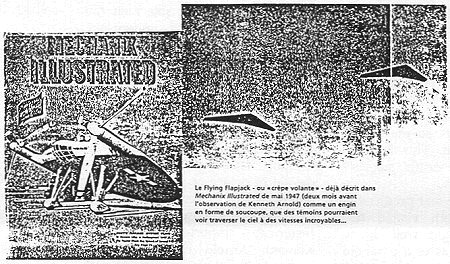 MECHANIX
ILLUSTRATED
Le Flying Flapjack - ou «crêpe volante» - déjà décrit dans
Mechanix Illustrated de mai 1947 (deux mois avant
l'observation de Kenneth Arnold) comme un engin
en forme de soucoupe, que des témoins pourraient
voir traverser le ciel à des vitesses incroyables...